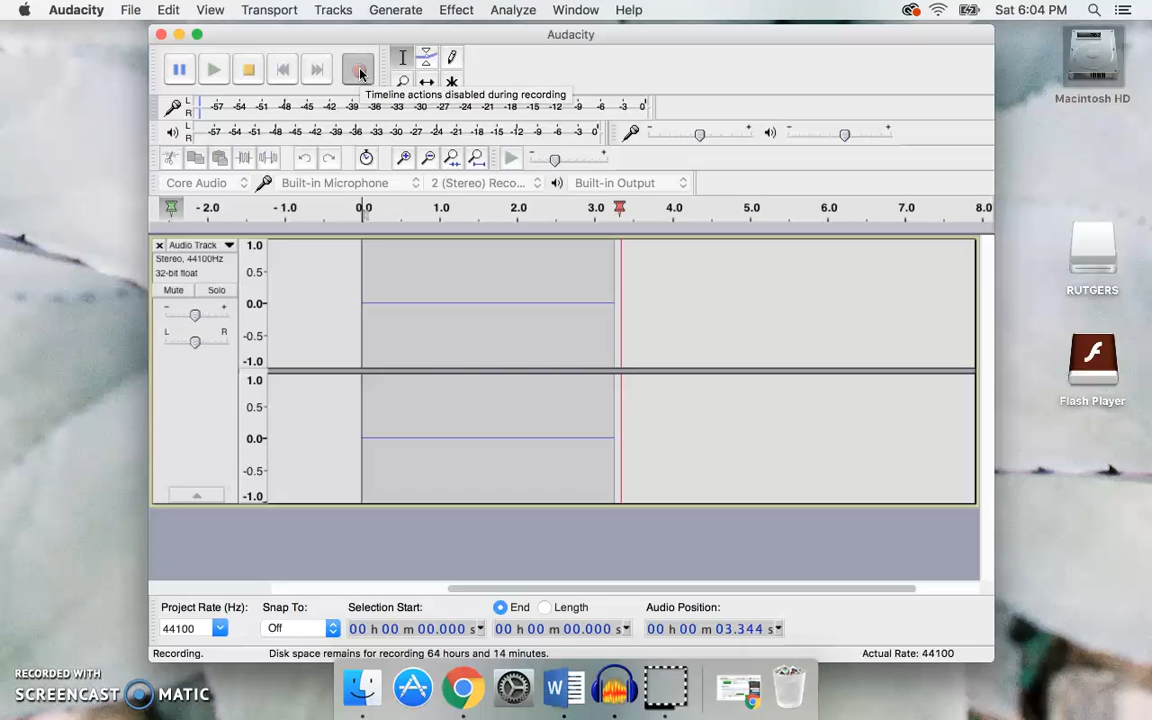 Audacity File Edit View Transport Tracks Generate Effect Analyze Window Help Sat 6:04 PM
Audacity
Macintosh HD
Timeline actions disabled during recording
L R -57 -54 -51 -48 -45 -42 -39 -36 -33 -30 -27 -24 -21 -18 -15 -12 -9 -6 -3 0
L R -57 -54 -51 -48 -45 -42 -39 -36 -33 -30 -27 -24 -21 -18 -15 -12 -9 -6 -3 0 - + - +
- +
Core Audio Built-in Microphone 2 (Stereo) Reco... Built-in Output
- 2.0 - 1.0 0.0 1.0 2.0 3.0 4.0 5.0 6.0 7.0 8.0
× Audio Track 1.0
Stereo, 44100Hz
32-bit float 0.5
Mute Solo
- + 0.0
L R -0.5
-1.0
1.0
0.5
0.0
-0.5
-1.0
RUTGERS
Flash Player
Project Rate (Hz): Snap To: Selection Start: End Length Audio Position:
44100 Off 00 h 00 m 00.000 s 00 h 00 m 00.000 s 00 h 00 m 03.344 s
Recording. Disk space remains for recording 64 hours and 14 minutes. Actual Rate: 44100
RECORDED WITH
SCREENCAST MATIC
W